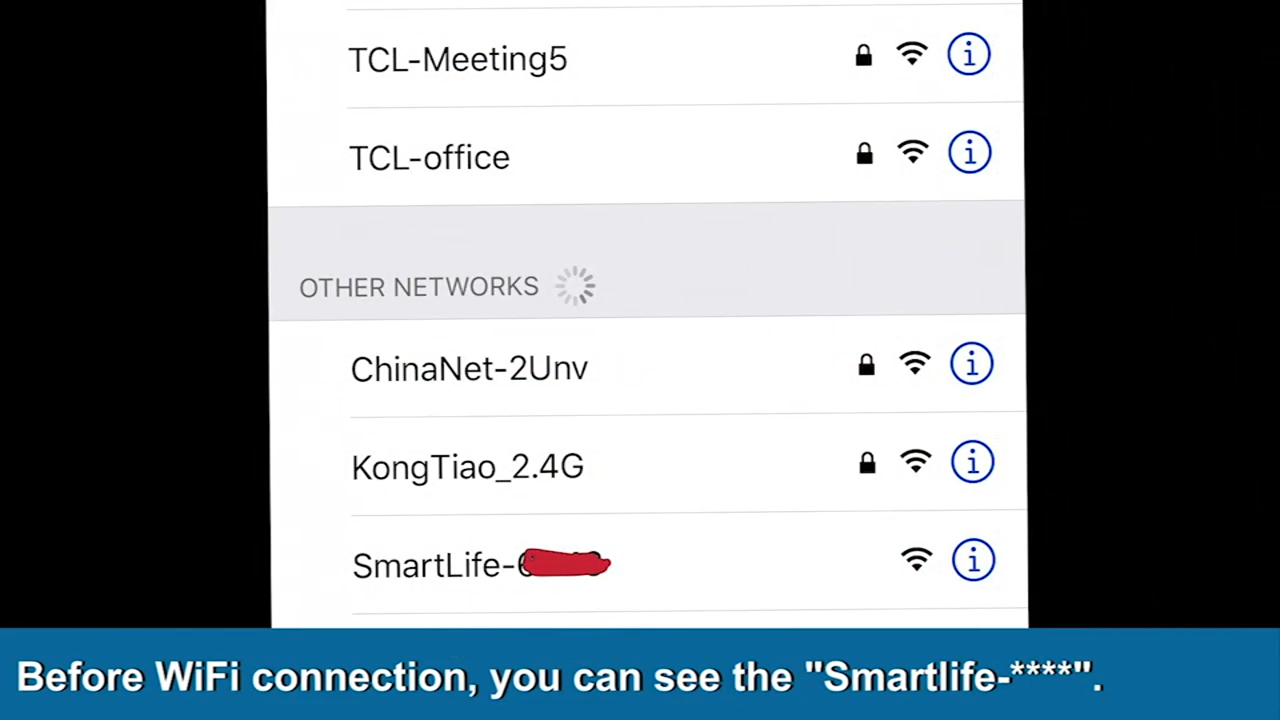 TCL-Meeting5
TCL-office
OTHER NETWORKS
ChinaNet-2Unv
KongTiao_2.4G
SmartLife-
Before WiFi connection, you can see the "Smartlife-****".